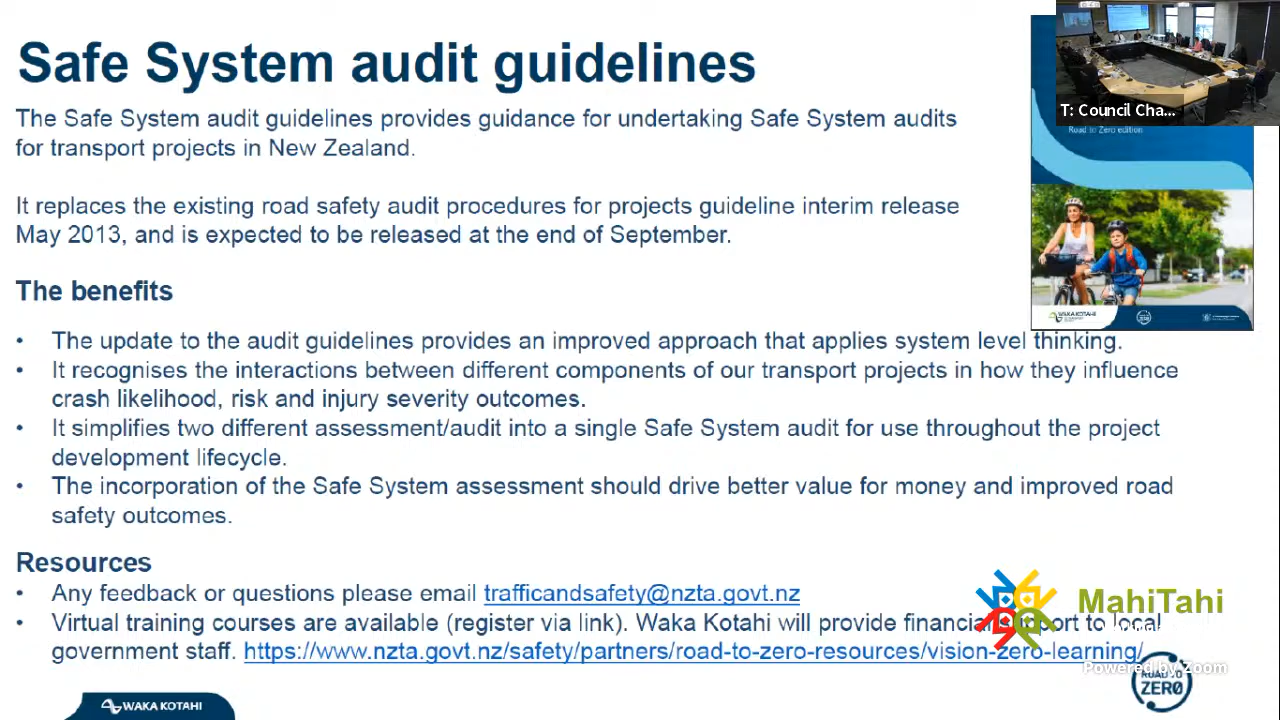 Safe System audit guidelines
The Safe System audit guidelines provides guidance for undertaking Safe System audits
for transport projects in New Zealand.
It replaces the existing road safety audit procedures for projects guideline interim release
May 2013, and is expected to be released at the end of September.
T: Council Cha...
Road to Zero edition
WAKA KOTAHI
The benefits
• The update to the audit guidelines provides an improved approach that applies system level thinking.
• It recognises the interactions between different components of our transport projects in how they influence
crash likelihood, risk and injury severity outcomes.
• It simplifies two different assessment/audit into a single Safe System audit for use throughout the project
development lifecycle.
• The incorporation of the Safe System assessment should drive better value for money and improved road
safety outcomes.
Resources
• Any feedback or questions please email trafficandsafety@nzta.govt.nz
• Virtual training courses are available (register via link). Waka Kotahi will provide financial support to local
government staff. https://www.nzta.govt.nz/safety/partners/road-to-zero-resources/vision-zero-learning/
MahiTahi
Powered by Zoom
ROAD TO
ZERO
WAKA KOTAHI